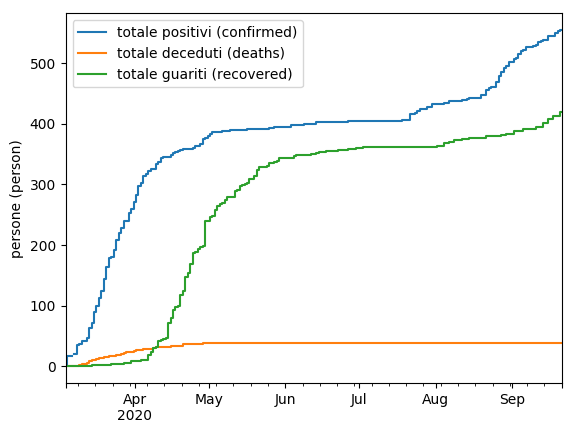 totale positivi (confirmed)
totale deceduti (deaths)
totale guariti (recovered)
persone (person)
500
400
300
200
100
0
Apr
2020
May
Jun
Jul
Aug
Sep